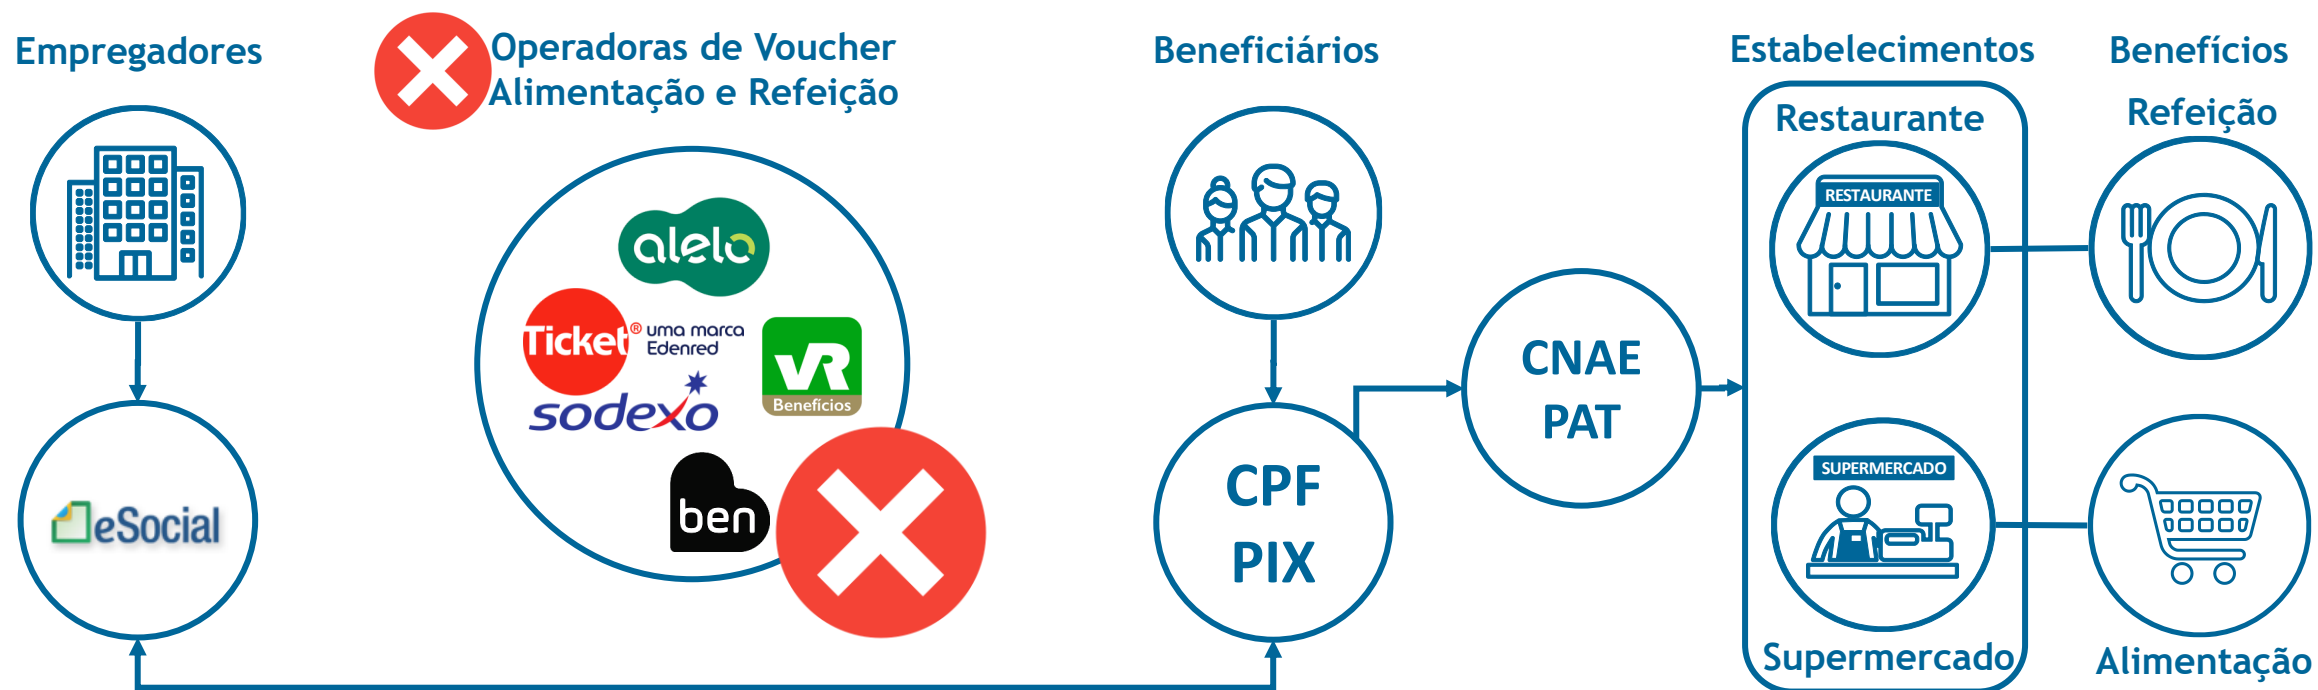 Empregadores
Operadoras de Voucher
Alimentação e Refeição
Beneficiários
Estabelecimentos
Benefícios
Restaurante
Refeição
RESTAURANTE
alelo
Ticket® uma marca
Edenred
VR
Benefícios
sodexo
ben
eSocial
CPF
PIX
CNAE
PAT
SUPERMERCADO
Supermercado
Alimentação